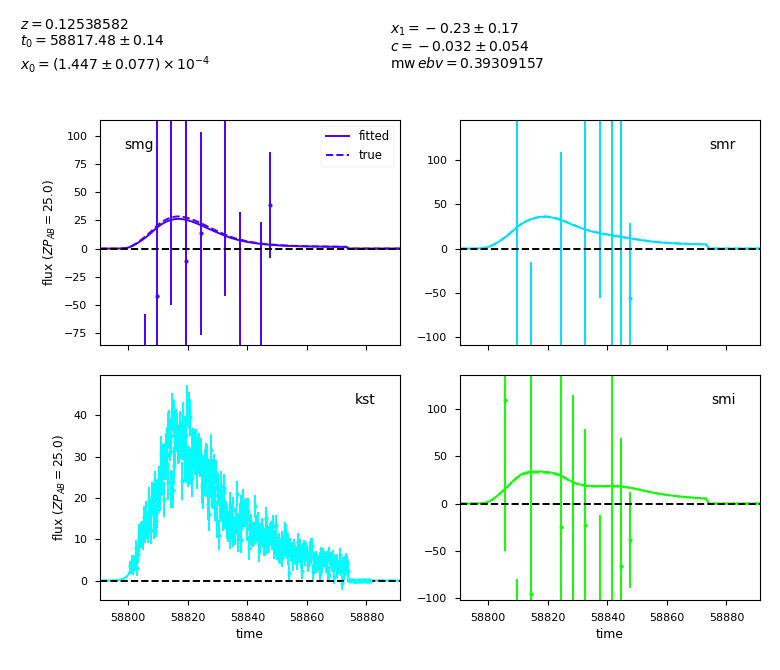 z = 0.12538582
t₀ = 58817.48 ± 0.14
x₀ = (1.447 ± 0.077) × 10⁻⁴
x₁ = −0.23 ± 0.17
c = −0.032 ± 0.054
mw ebv = 0.39309157
smg
fitted
true
100
75
50
25
0
−25
−50
−75
flux (ZP_AB = 25.0)
smr
100
50
0
−50
−100
kst
40
30
20
10
0
flux (ZP_AB = 25.0)
58800 58820 58840 58860 58880
time
smi
100
50
0
−50
−100
58800 58820 58840 58860 58880
time